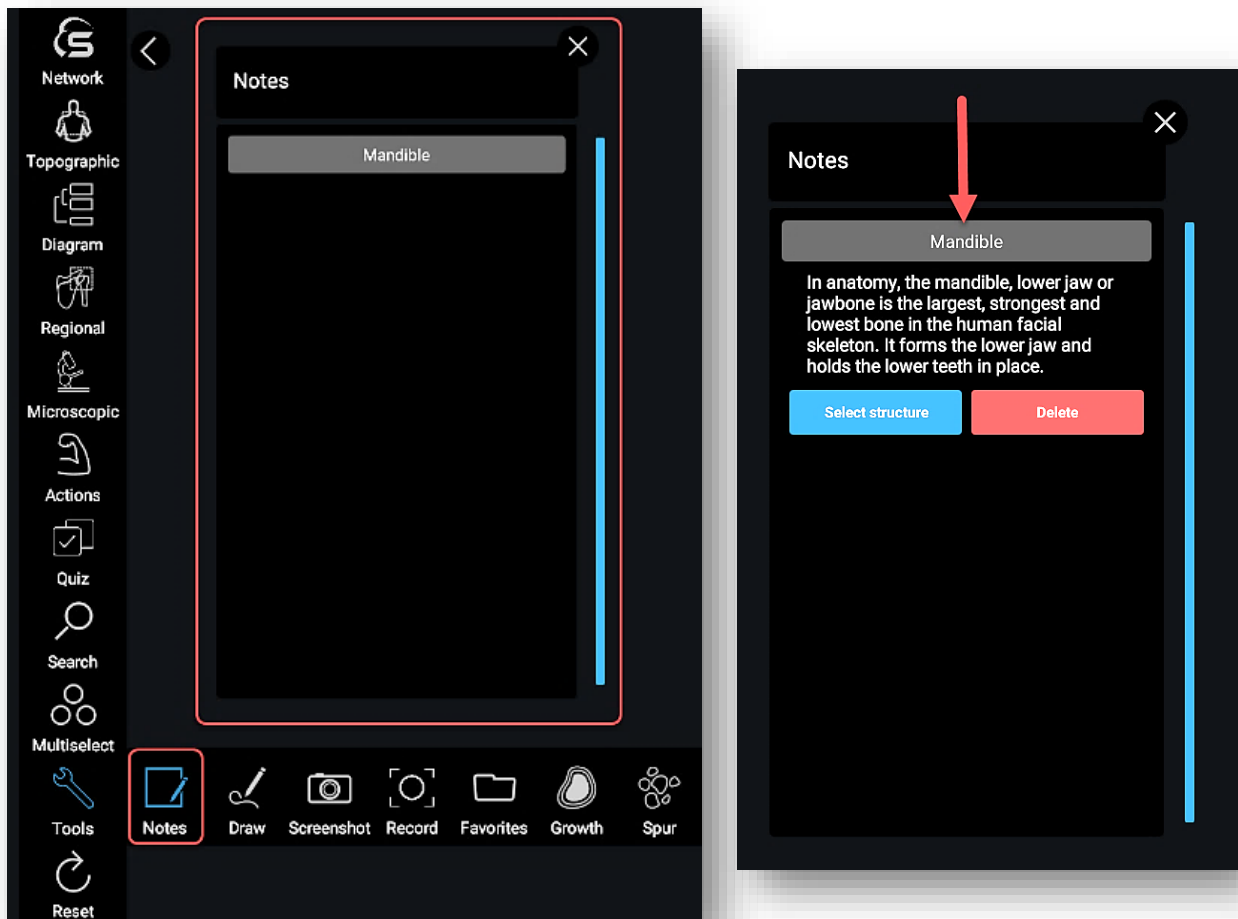 Network
Topographic
Diagram
Regional
Microscopic
Actions
Quiz
Search
Multiselect
Tools
Reset
Notes
Mandible
Notes
Draw
Screenshot
Record
Favorites
Growth
Spur
Notes
Mandible
In anatomy, the mandible, lower jaw or
jawbone is the largest, strongest and
lowest bone in the human facial
skeleton. It forms the lower jaw and
holds the lower teeth in place.
Select structure
Delete